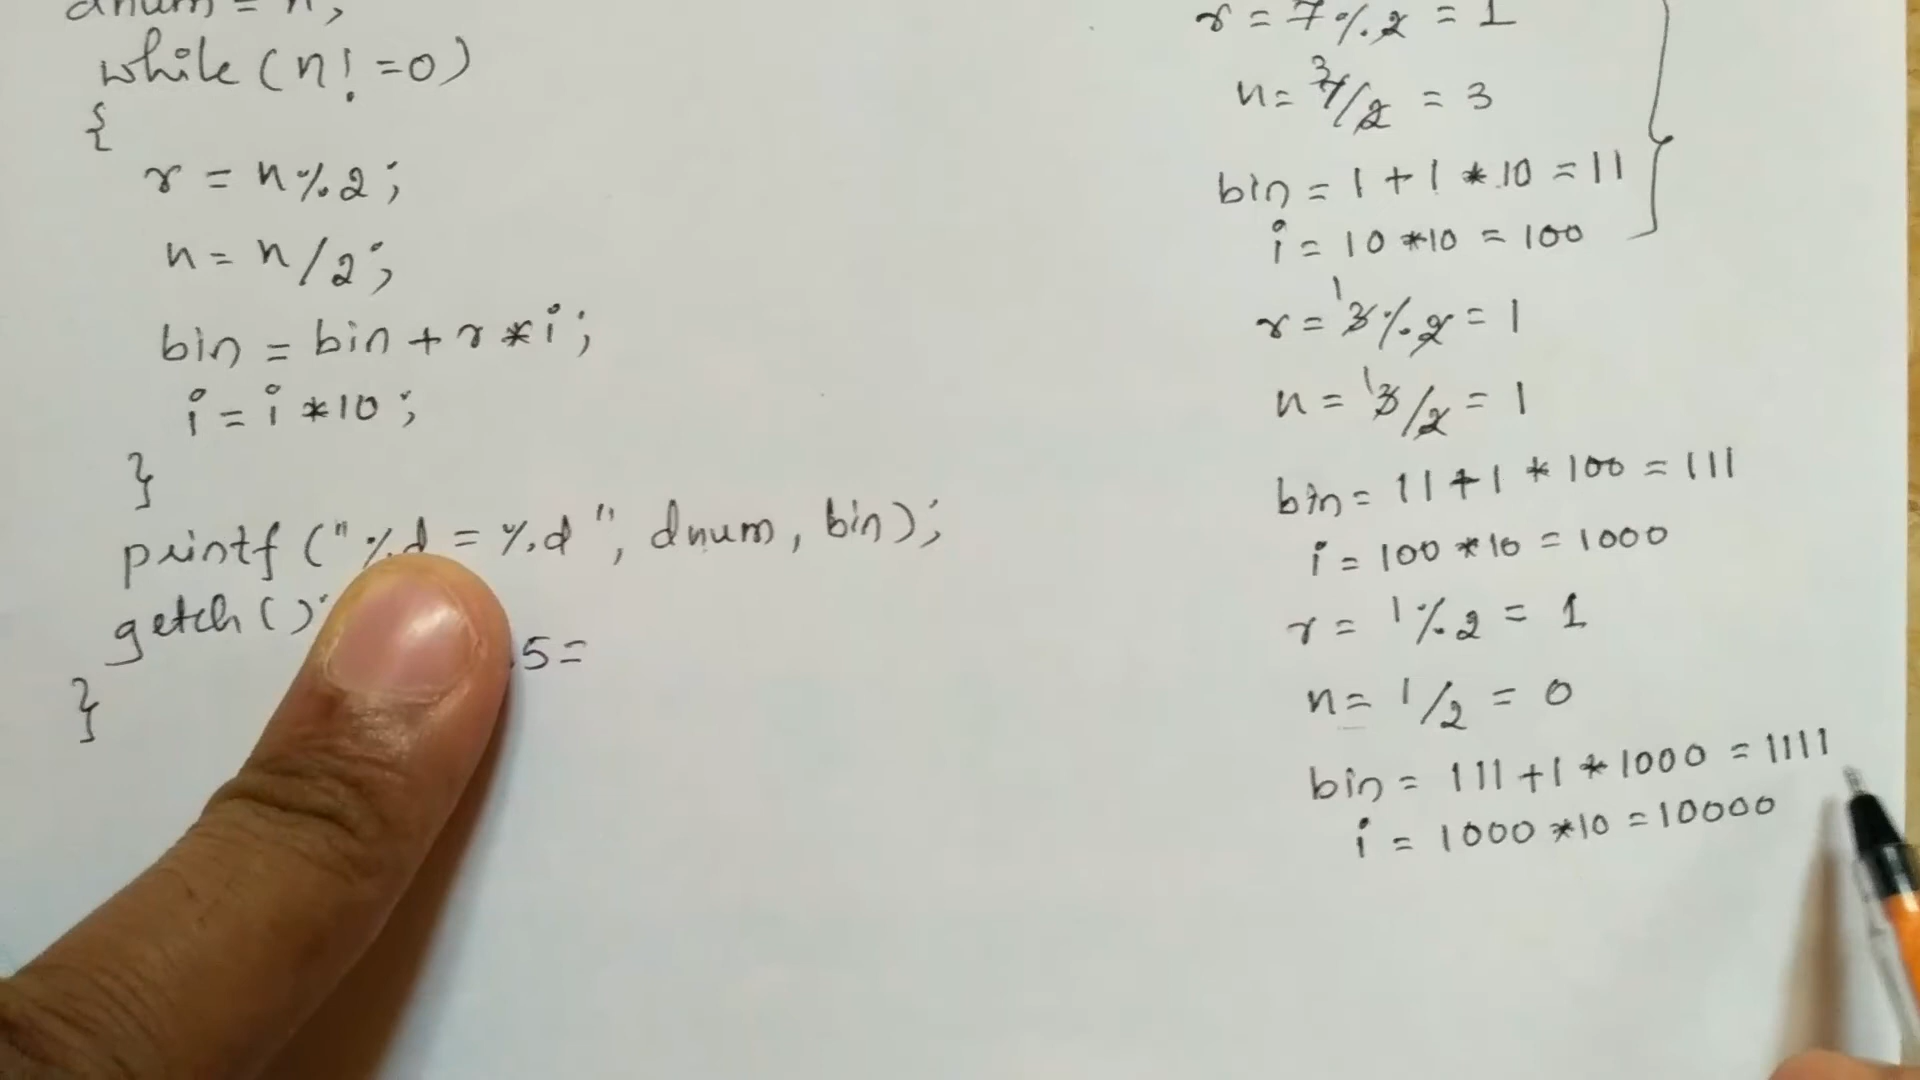 dnum = n;
while (n! =0)
{
r = n%2;
n = n/2;
bin = bin + r * i;
i = i *10;
}
printf ("%d = %d", dnum, bin);
getch ();
5=
}
r = 7%2 = 1
n = 7/2 = 3
bin = 1 + 1 * 10 = 11
i = 10 *10 = 100
r = 3%2 = 1
n = 3/2 = 1
bin = 11+1 * 100 = 111
i = 100 *10 = 1000
r = 1%2 = 1
n = 1/2 = 0
bin = 111 +1 * 1000 = 1111
i = 1000 *10 = 10000